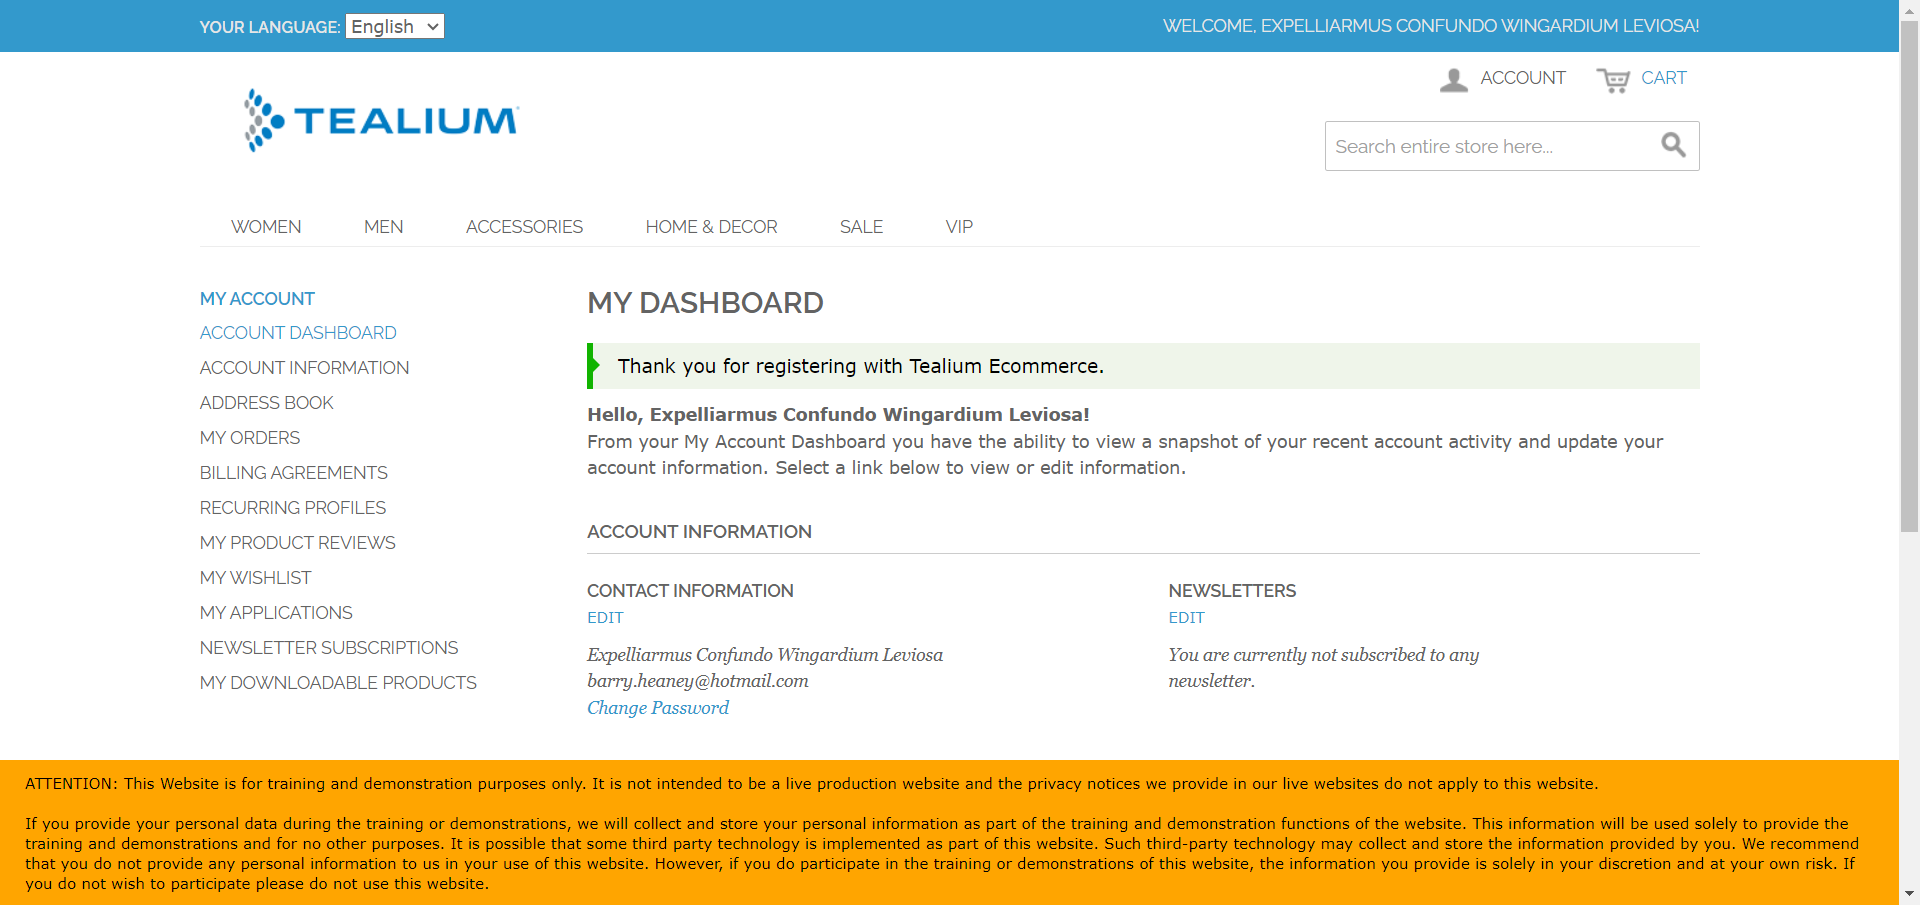 YOUR LANGUAGE: English
WELCOME, EXPELLIARMUS CONFUNDO WINGARDIUM LEVIOSA!
TEALIUM
ACCOUNT
CART
Search entire store here...
WOMEN
MEN
ACCESSORIES
HOME & DECOR
SALE
VIP
MY ACCOUNT
ACCOUNT DASHBOARD
ACCOUNT INFORMATION
ADDRESS BOOK
MY ORDERS
BILLING AGREEMENTS
RECURRING PROFILES
MY PRODUCT REVIEWS
MY WISHLIST
MY APPLICATIONS
NEWSLETTER SUBSCRIPTIONS
MY DOWNLOADABLE PRODUCTS
MY DASHBOARD
Thank you for registering with Tealium Ecommerce.
Hello, Expelliarmus Confundo Wingardium Leviosa!
From your My Account Dashboard you have the ability to view a snapshot of your recent account activity and update your
account information. Select a link below to view or edit information.
ACCOUNT INFORMATION
CONTACT INFORMATION
EDIT
Expelliarmus Confundo Wingardium Leviosa
barry.heaney@hotmail.com
Change Password
NEWSLETTERS
EDIT
You are currently not subscribed to any
newsletter.
ATTENTION: This Website is for training and demonstration purposes only. It is not intended to be a live production website and the privacy notices we provide in our live websites do not apply to this website.
If you provide your personal data during the training or demonstrations, we will collect and store your personal information as part of the training and demonstration functions of the website. This information will be used solely to provide the
training and demonstrations and for no other purposes. It is possible that some third party technology is implemented as part of this website. Such third-party technology may collect and store the information provided by you. We recommend
that you do not provide any personal information to us in your use of this website. However, if you do participate in the training or demonstrations of this website, the information you provide is solely in your discretion and at your own risk. If
you do not wish to participate please do not use this website.